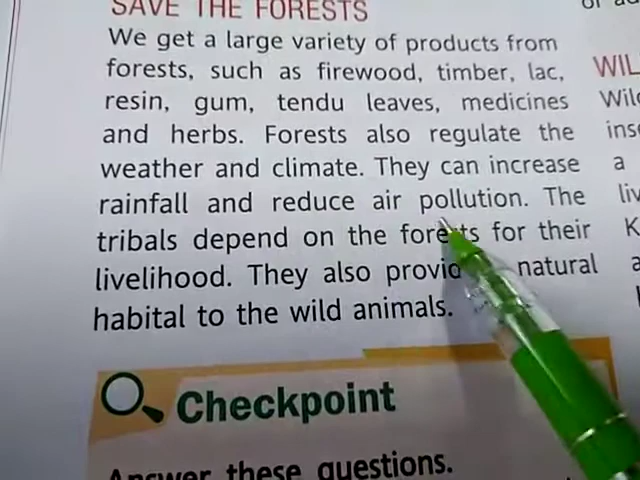 SAVE THE FORESTS
We get a large variety of products from
forests, such as firewood, timber, lac,
resin, gum, tendu leaves, medicines
and herbs. Forests also regulate the
weather and climate. They can increase
rainfall and reduce air pollution. The
tribals depend on the forests for their
livelihood. They also natural
habital to the wild animals.
Checkpoint
Answer these questions.